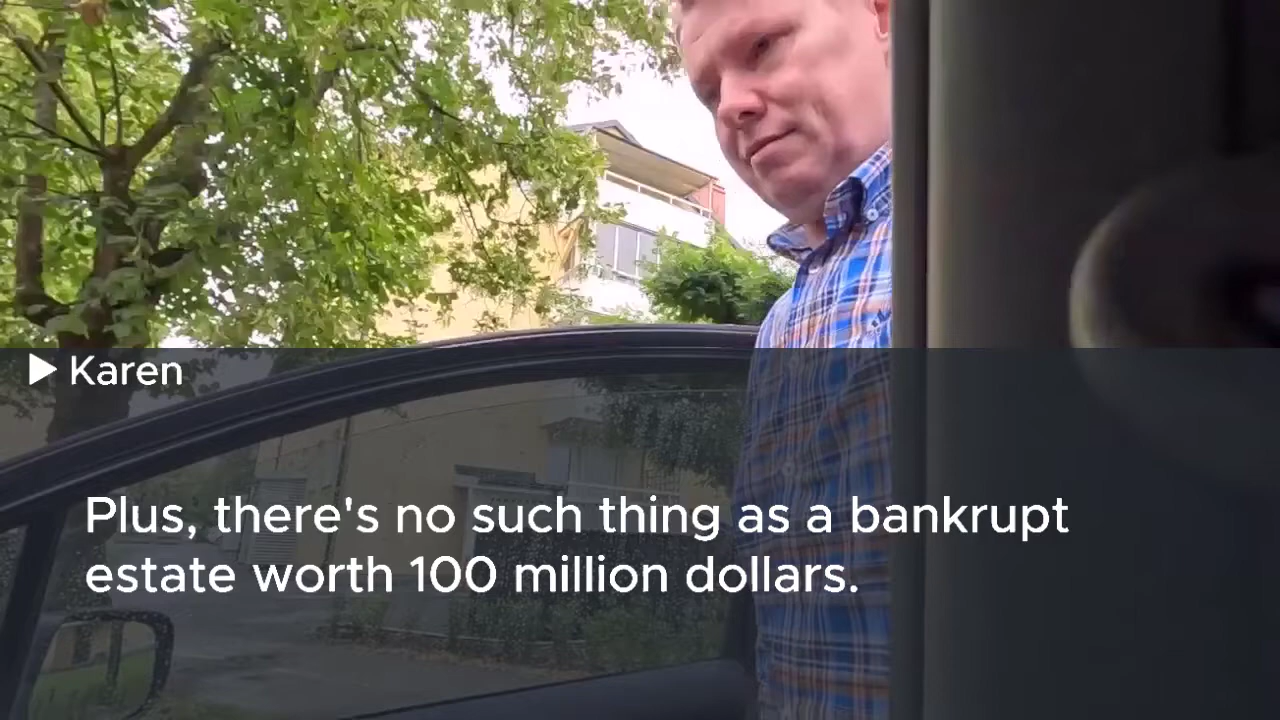 ▶ Karen
Plus, there's no such thing as a bankrupt
estate worth 100 million dollars.